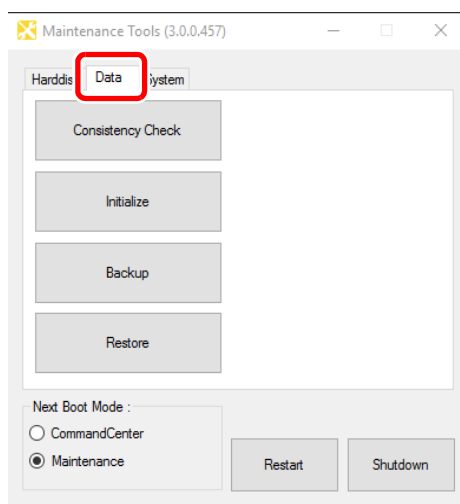 Maintenance Tools (3.0.0.457)
Harddis Data ystem
Consistency Check
Initialize
Backup
Restore
Next Boot Mode :
CommandCenter
Maintenance
Restart Shutdown